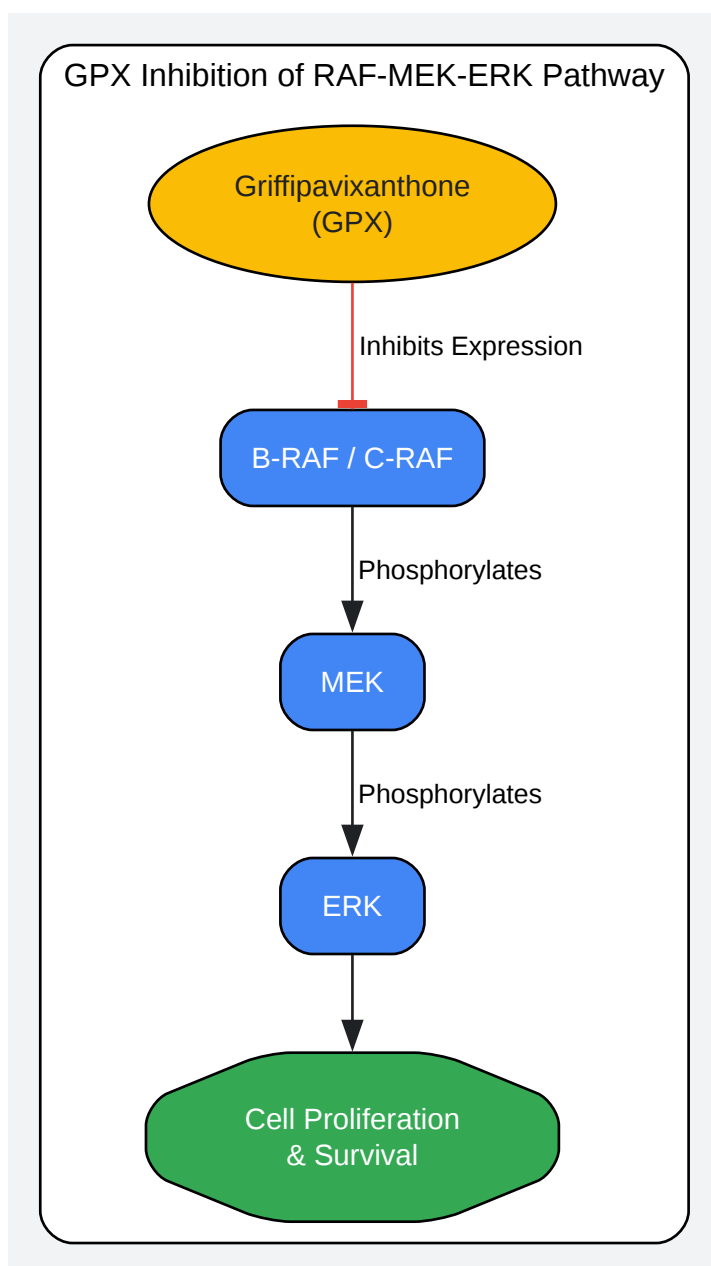 GPX Inhibition of RAF-MEK-ERK Pathway
Griffipavixanthone
(GPX)
Inhibits Expression
B-RAF / C-RAF
Phosphorylates
MEK
Phosphorylates
ERK
Cell Proliferation
& Survival